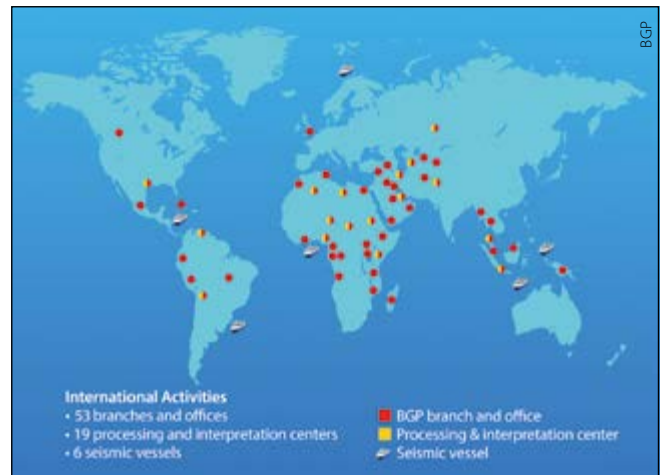 BGP
International Activities
• 53 branches and offices
• 19 processing and interpretation centers
• 6 seismic vessels
BGP branch and office
Processing & interpretation center
Seismic vessel